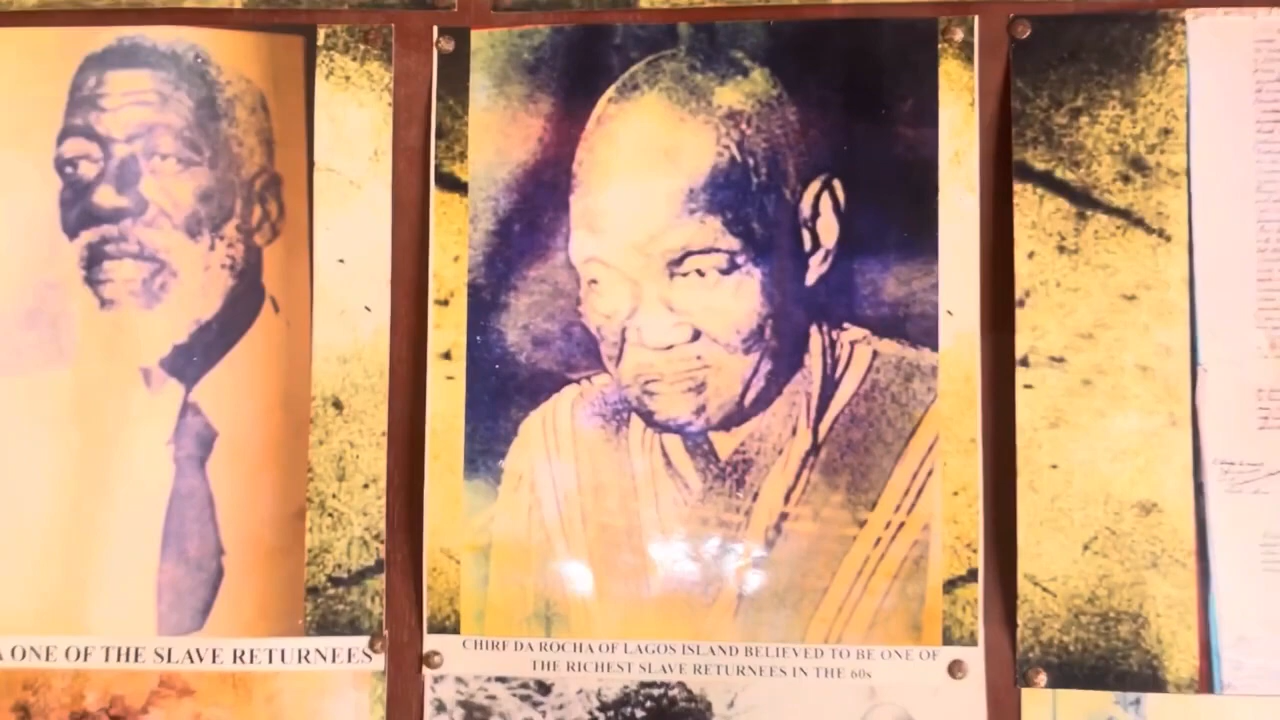 A ONE OF THE SLAVE RETURNEES
CHIRF DA ROCHA OF LAGOS ISLAND BELIEVED TO BE ONE OF
THE RICHEST SLAVE RETURNEES IN THE 60s